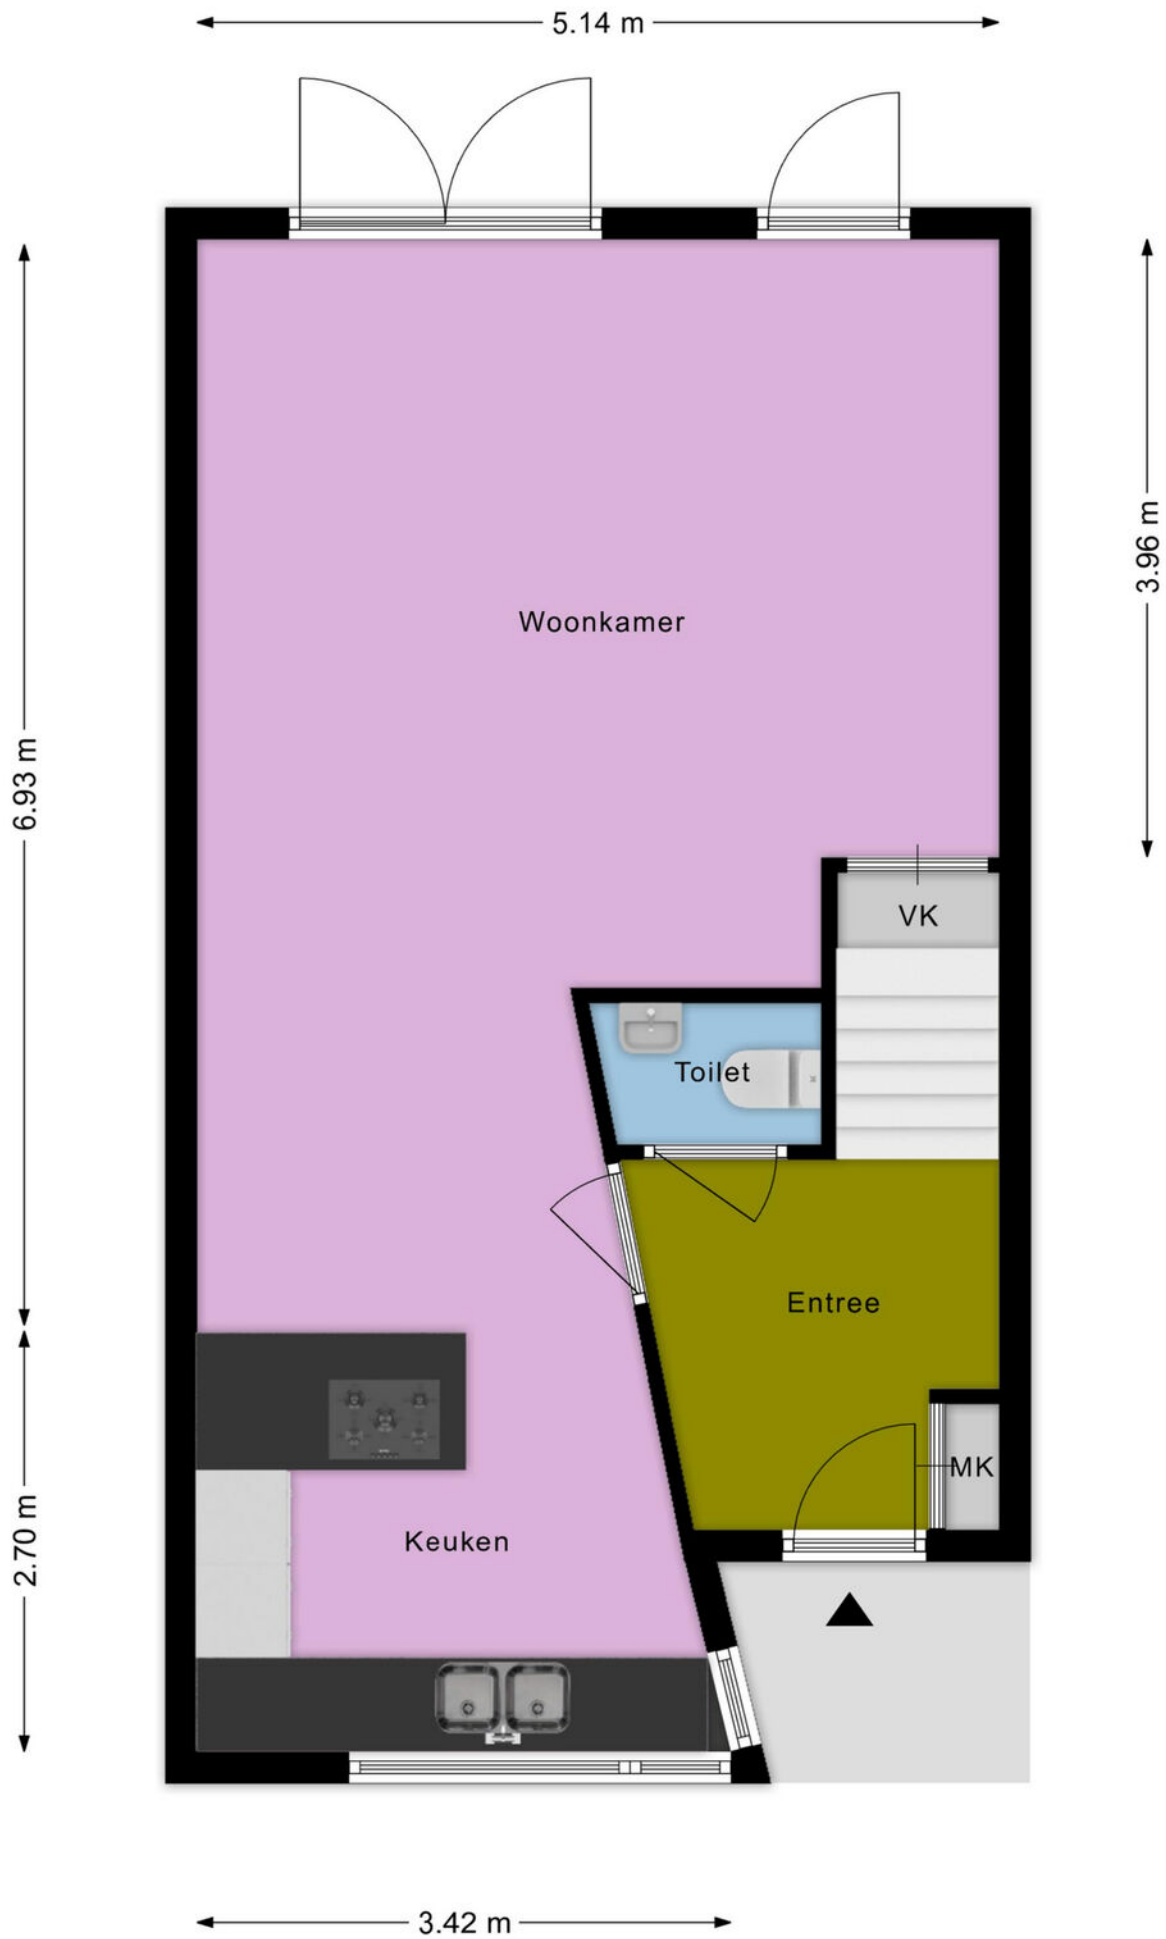 5.14 m
3.96 m
Woonkamer
6.93 m
VK
Toilet
Entree
MK
2.70 m
Keuken
3.42 m